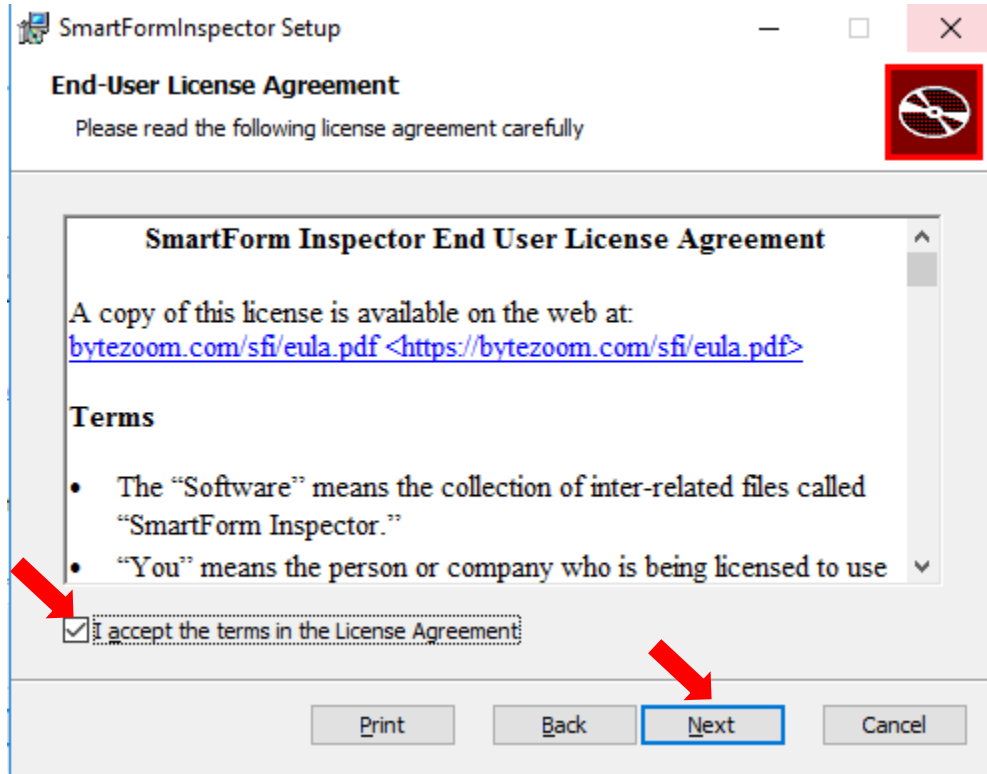 SmartFormInspector Setup
End-User License Agreement
Please read the following license agreement carefully
SmartForm Inspector End User License Agreement
A copy of this license is available on the web at:
bytezoom.com/sfi/eula.pdf <https://bytezoom.com/sfi/eula.pdf>
Terms
• The “Software” means the collection of inter-related files called
“SmartForm Inspector.”
• “You” means the person or company who is being licensed to use
I accept the terms in the License Agreement
Print Back Next Cancel